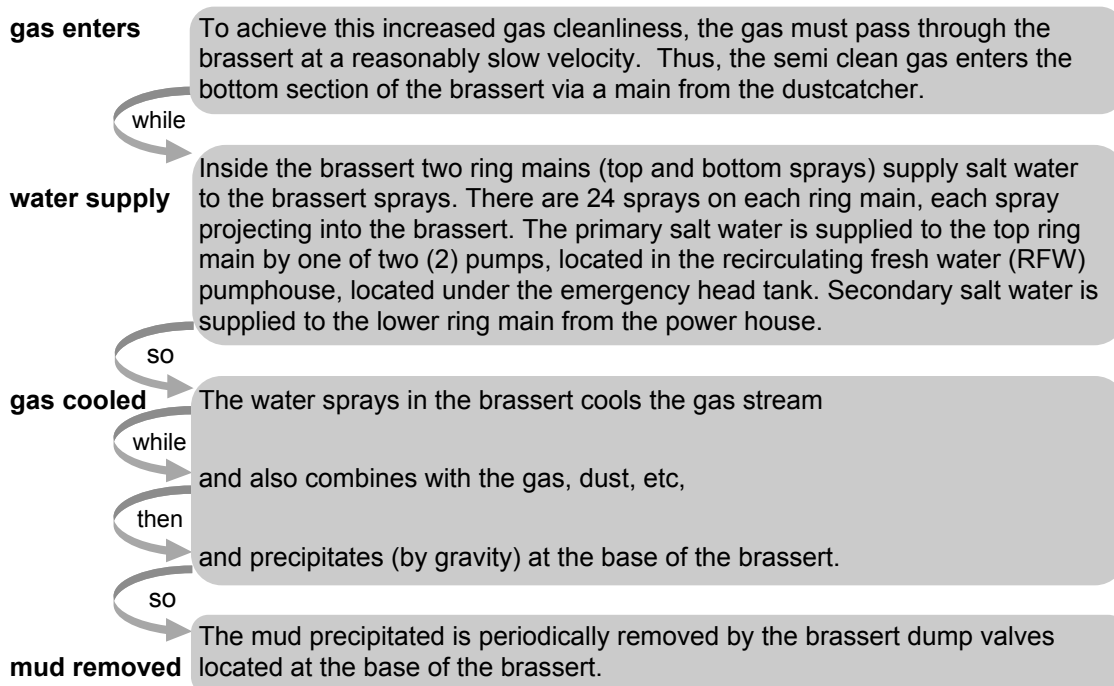 gas enters
To achieve this increased gas cleanliness, the gas must pass through the
brassert at a reasonably slow velocity.  Thus, the semi clean gas enters the
bottom section of the brassert via a main from the dustcatcher.
while
Inside the brassert two ring mains (top and bottom sprays) supply salt water
water supply
to the brassert sprays. There are 24 sprays on each ring main, each spray
projecting into the brassert. The primary salt water is supplied to the top ring
main by one of two (2) pumps, located in the recirculating fresh water (RFW)
pumphouse, located under the emergency head tank. Secondary salt water is
supplied to the lower ring main from the power house.
so
gas cooled
The water sprays in the brassert cools the gas stream
while
and also combines with the gas, dust, etc,
then
and precipitates (by gravity) at the base of the brassert.
so
The mud precipitated is periodically removed by the brassert dump valves
mud removed
located at the base of the brassert.